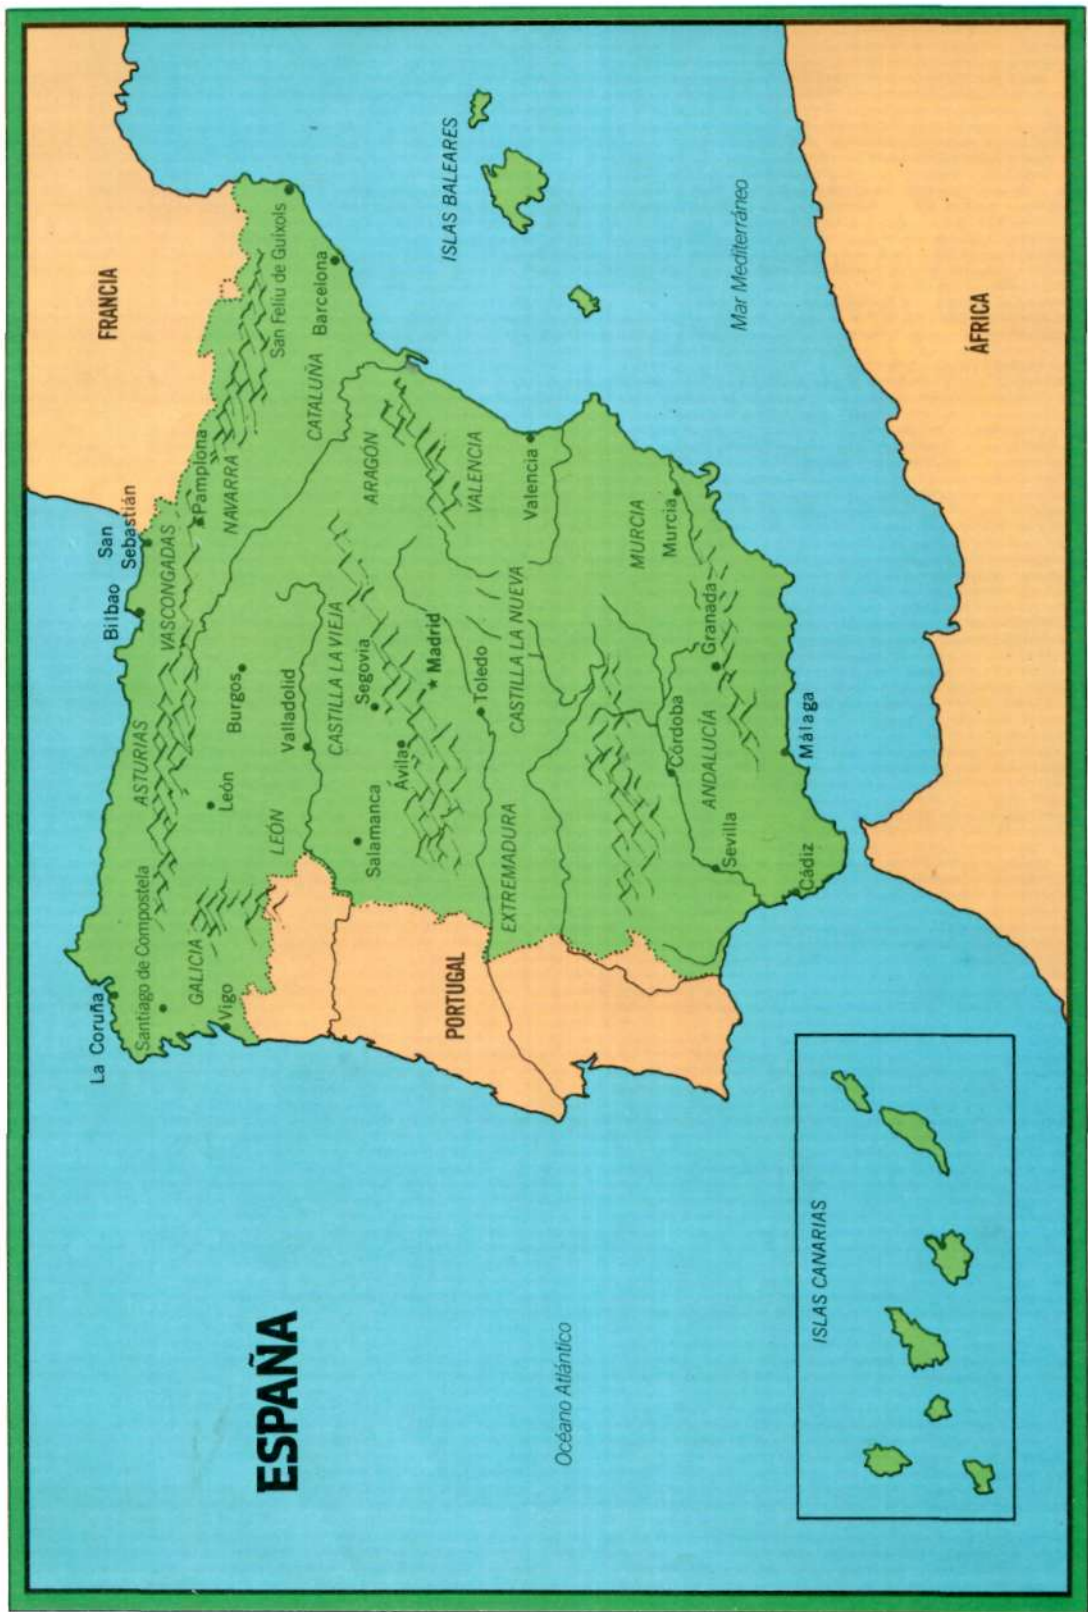 ESPAÑA
Océano Atlántico
ISLAS CANARIAS
La Coruña
Santiago de Compostela
GALICIA
Vigo
PORTUGAL
ASTURIAS
León
LEÓN
Burgos
Valladolid
CASTILLA LA VIEJA
Salamanca
Ávila
Segovia
Madrid
Toledo
CASTILLA LA NUEVA
EXTREMADURA
Bilbao
San
Sebastián
VASCONGADAS
Pamplona
NAVARRA
FRANCIA
ARAGÓN
CATALUÑA
San Feliu de Guixols
Barcelona
VALENCIA
Valencia
ISLAS BALEARES
Mar Mediterráneo
MURCIA
Murcia
Granada
Córdoba
ANDALUCÍA
Sevilla
Málaga
Cádiz
ÁFRICA